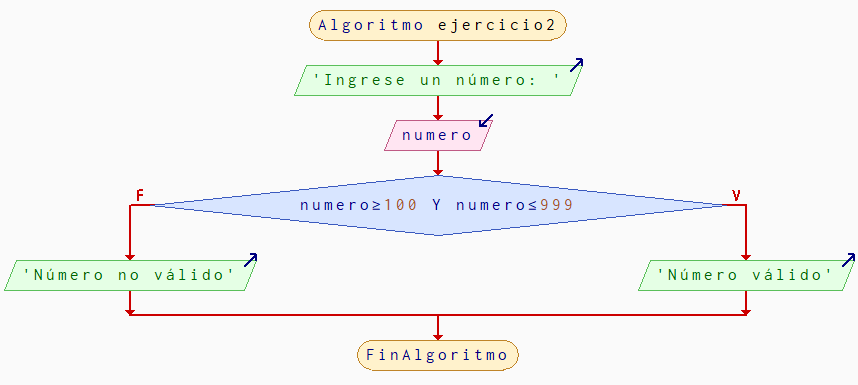 Algoritmo ejercicio2
'Ingrese un número: '
numero
F
V
numero≥100 Y numero≤999
'Número no válido'
'Número válido'
FinAlgoritmo